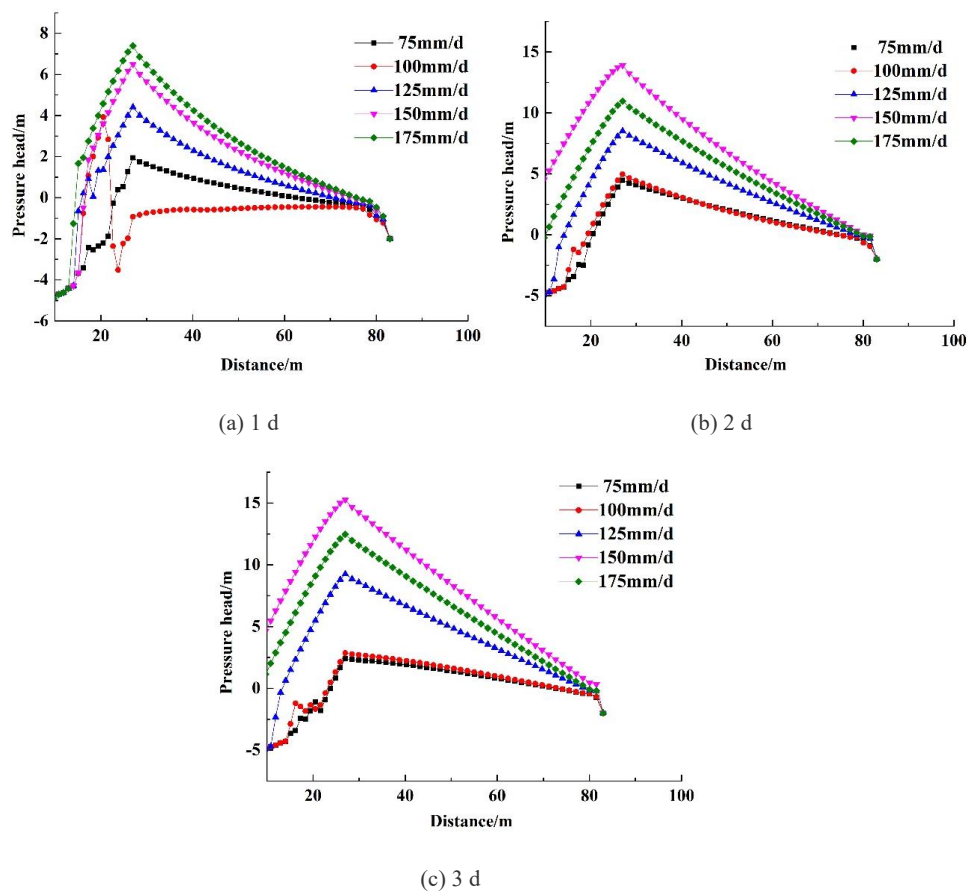 8
6
4
2
0
-2
-4
-6
20
40
60
80
100
Pressure head/m
Distance/m
75mm/d
100mm/d
125mm/d
150mm/d
175mm/d
(a) 1 d
15
10
5
0
-5
20
40
60
80
100
Pressure head/m
Distance/m
75mm/d
100mm/d
125mm/d
150mm/d
175mm/d
(b) 2 d
15
10
5
0
-5
20
40
60
80
100
Pressure head/m
Distance/m
75mm/d
100mm/d
125mm/d
150mm/d
175mm/d
(c) 3 d